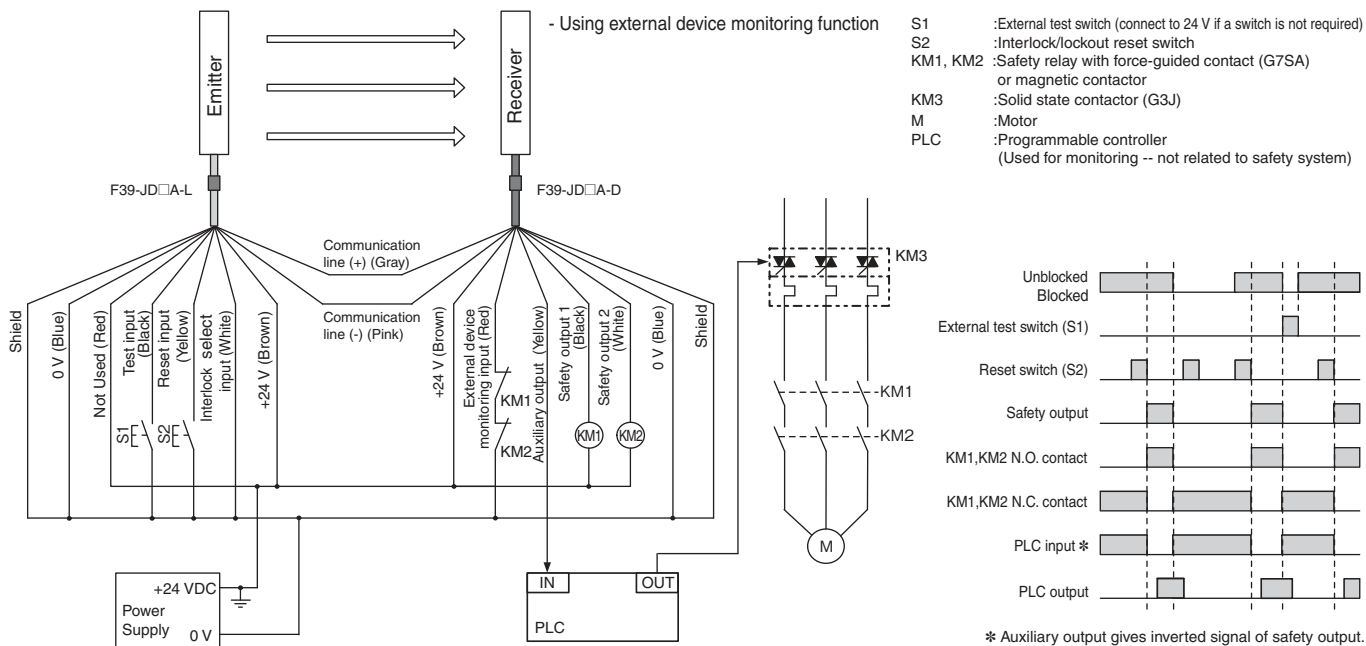 - Using external device monitoring function
S1 :External test switch (connect to 24 V if a switch is not required)
S2 :Interlock/lockout reset switch
KM1, KM2 :Safety relay with force-guided contact (G7SA)
or magnetic contactor
KM3 :Solid state contactor (G3J)
M :Motor
PLC :Programmable controller
(Used for monitoring -- not related to safety system)
Emitter
Receiver
F39-JD□A-L
F39-JD□A-D
Communication
line (+) (Gray)
Communication
line (-) (Pink)
Shield
0 V (Blue)
Not Used (Red)
Test input
(Black)
Reset input
(Yellow)
Interlock select
input (White)
+24 V (Brown)
+24 V (Brown)
External device
monitoring input (Red)
Auxiliary output (Yellow)
Safety output 1
(Black)
Safety output 2
(White)
0 V (Blue)
Shield
S1
S2
KM1
KM2
KM1
KM2
KM3
KM1
KM2
M
+24 VDC
Power
Supply
0 V
IN
OUT
PLC
Unblocked
Blocked
External test switch (S1)
Reset switch (S2)
Safety output
KM1,KM2 N.O. contact
KM1,KM2 N.C. contact
PLC input ✻
PLC output
✻ Auxiliary output gives inverted signal of safety output.